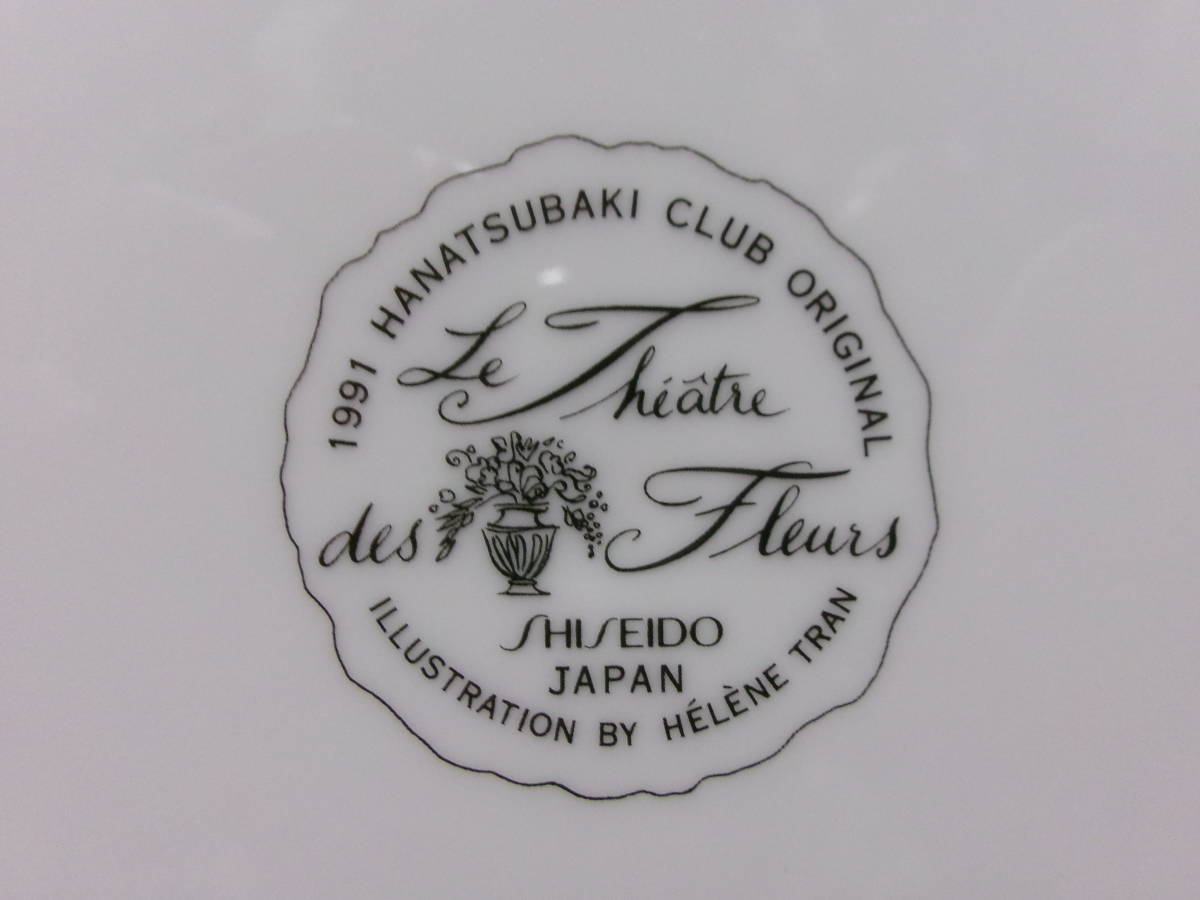 1991 HANATSUBAKI CLUB ORIGINAL
Le Théâtre
des Fleurs
SHISEIDO
JAPAN
ILLUSTRATION BY HÉLÈNE TRAN